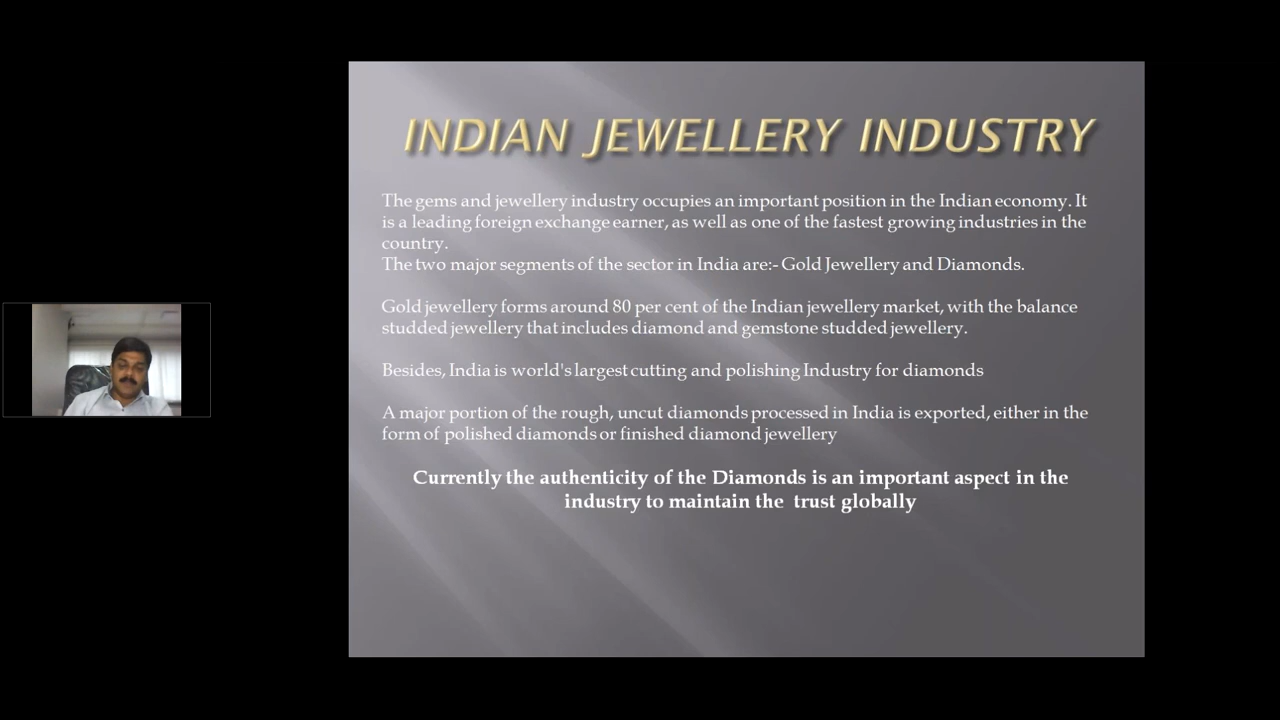 INDIAN JEWELLERY INDUSTRY
The gems and jewellery industry occupies an important position in the Indian economy. It
is a leading foreign exchange earner, as well as one of the fastest growing industries in the
country.
The two major segments of the sector in India are:- Gold Jewellery and Diamonds.
Gold jewellery forms around 80 per cent of the Indian jewellery market, with the balance
studded jewellery that includes diamond and gemstone studded jewellery.
Besides, India is world's largest cutting and polishing Industry for diamonds
A major portion of the rough, uncut diamonds processed in India is exported, either in the
form of polished diamonds or finished diamond jewellery
Currently the authenticity of the Diamonds is an important aspect in the
industry to maintain the trust globally